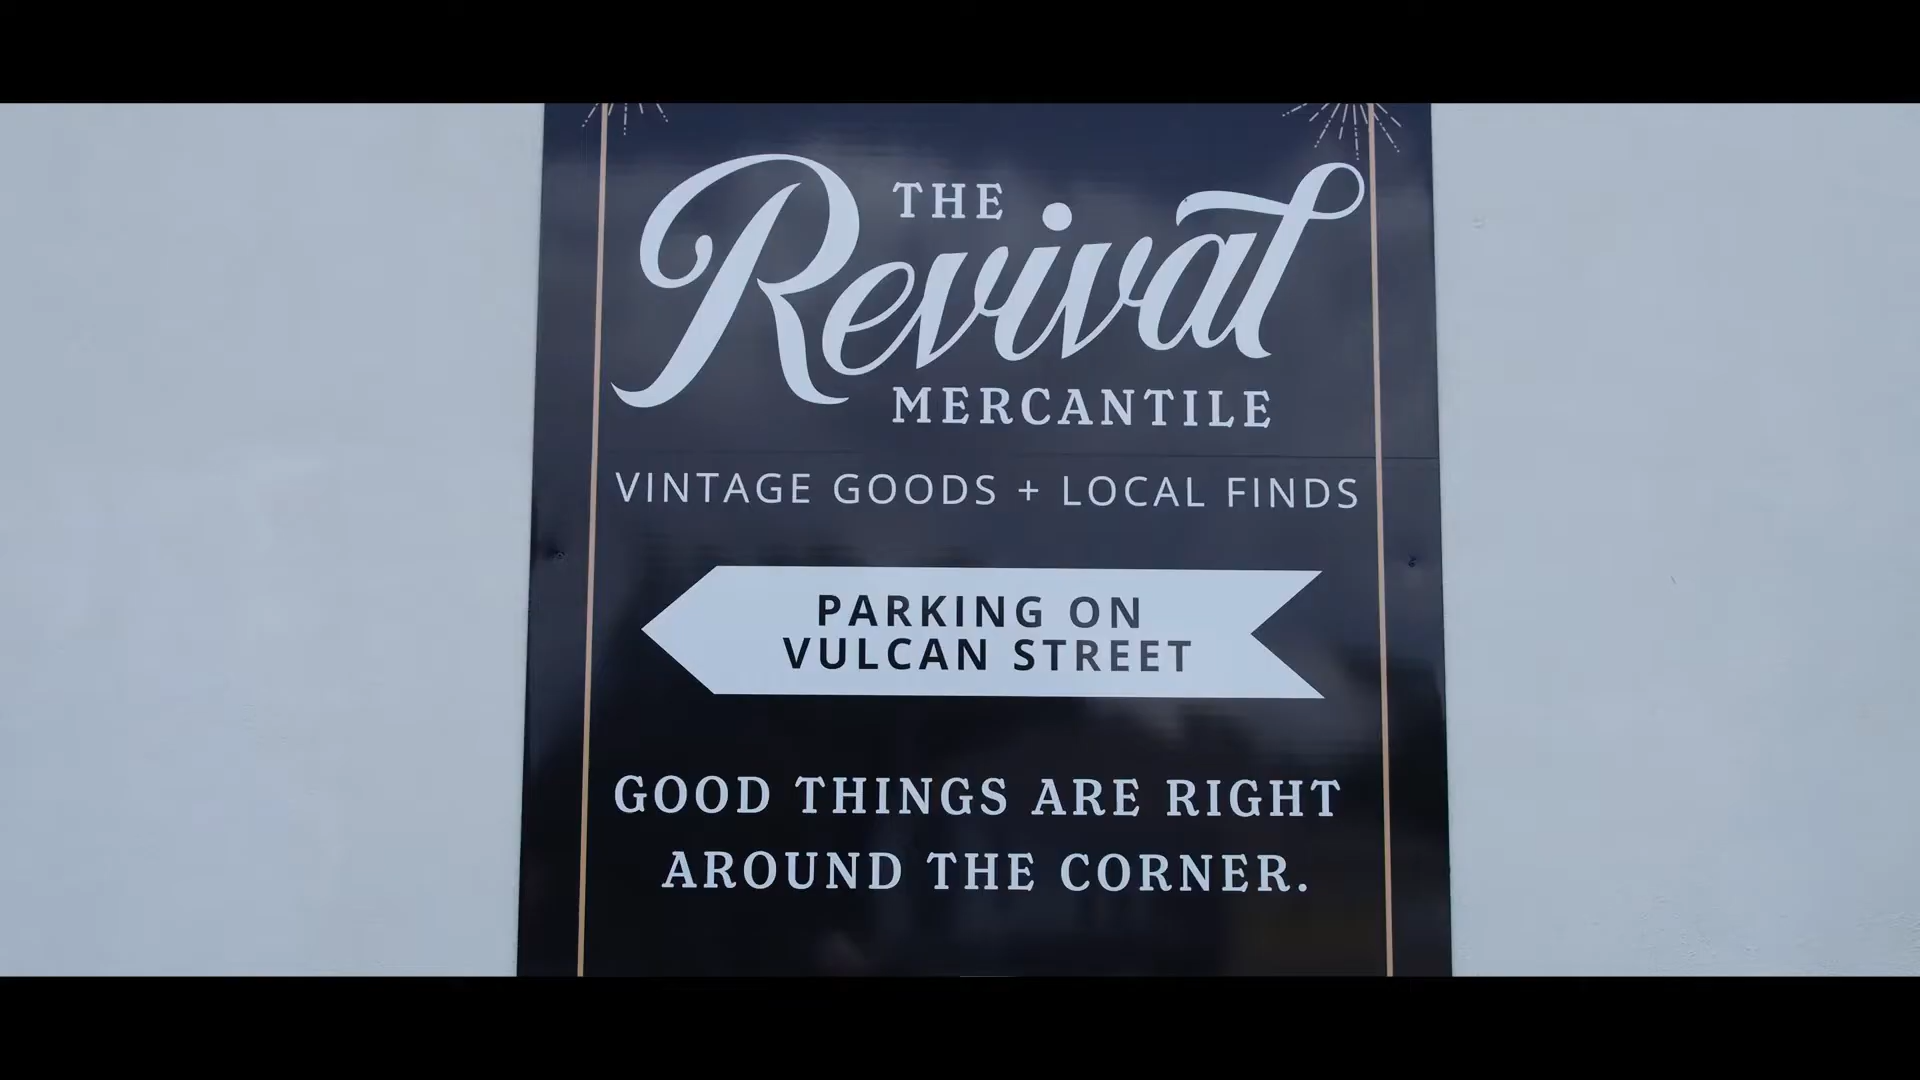 THE
Revival
MERCANTILE
VINTAGE GOODS + LOCAL FINDS
PARKING ON
VULCAN STREET
GOOD THINGS ARE RIGHT
AROUND THE CORNER.